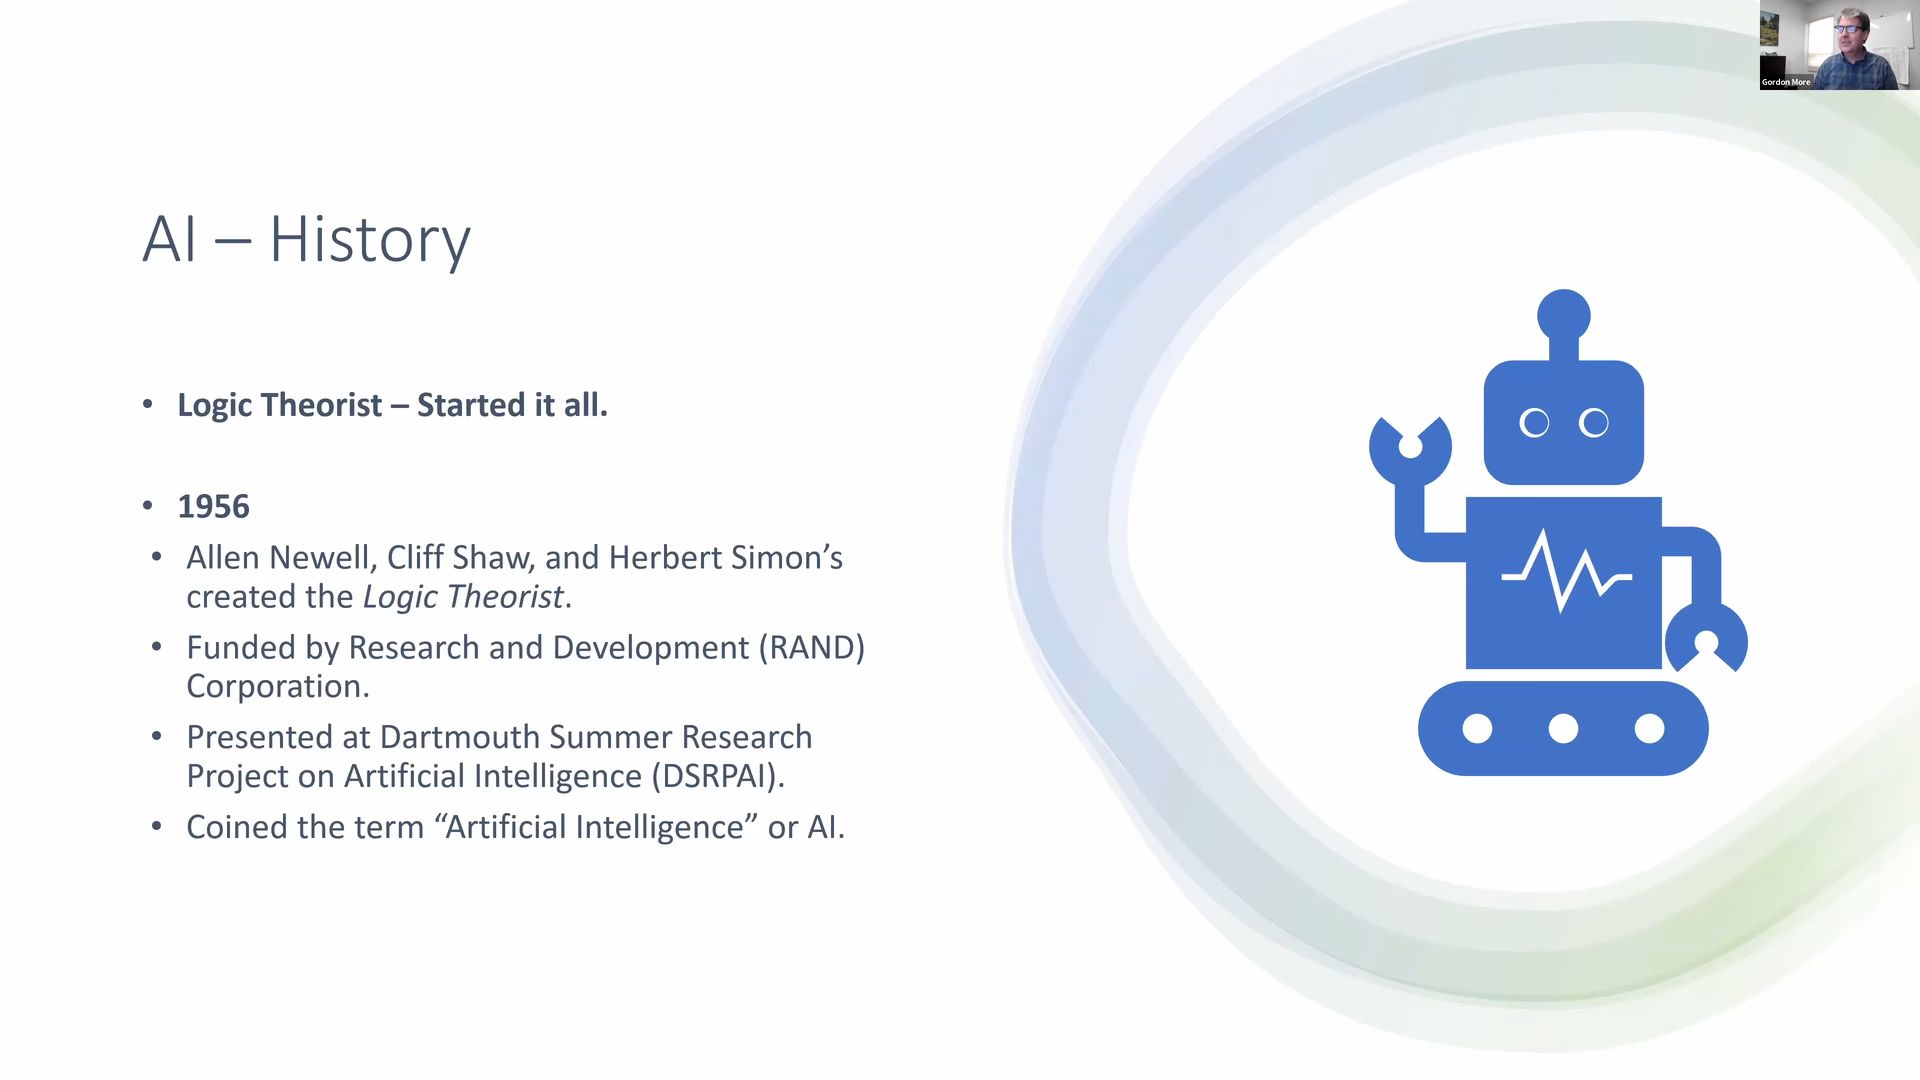 Gordon More
AI – History
• Logic Theorist – Started it all.
• 1956
• Allen Newell, Cliff Shaw, and Herbert Simon’s
created the Logic Theorist.
• Funded by Research and Development (RAND)
Corporation.
• Presented at Dartmouth Summer Research
Project on Artificial Intelligence (DSRPAI).
• Coined the term “Artificial Intelligence” or AI.